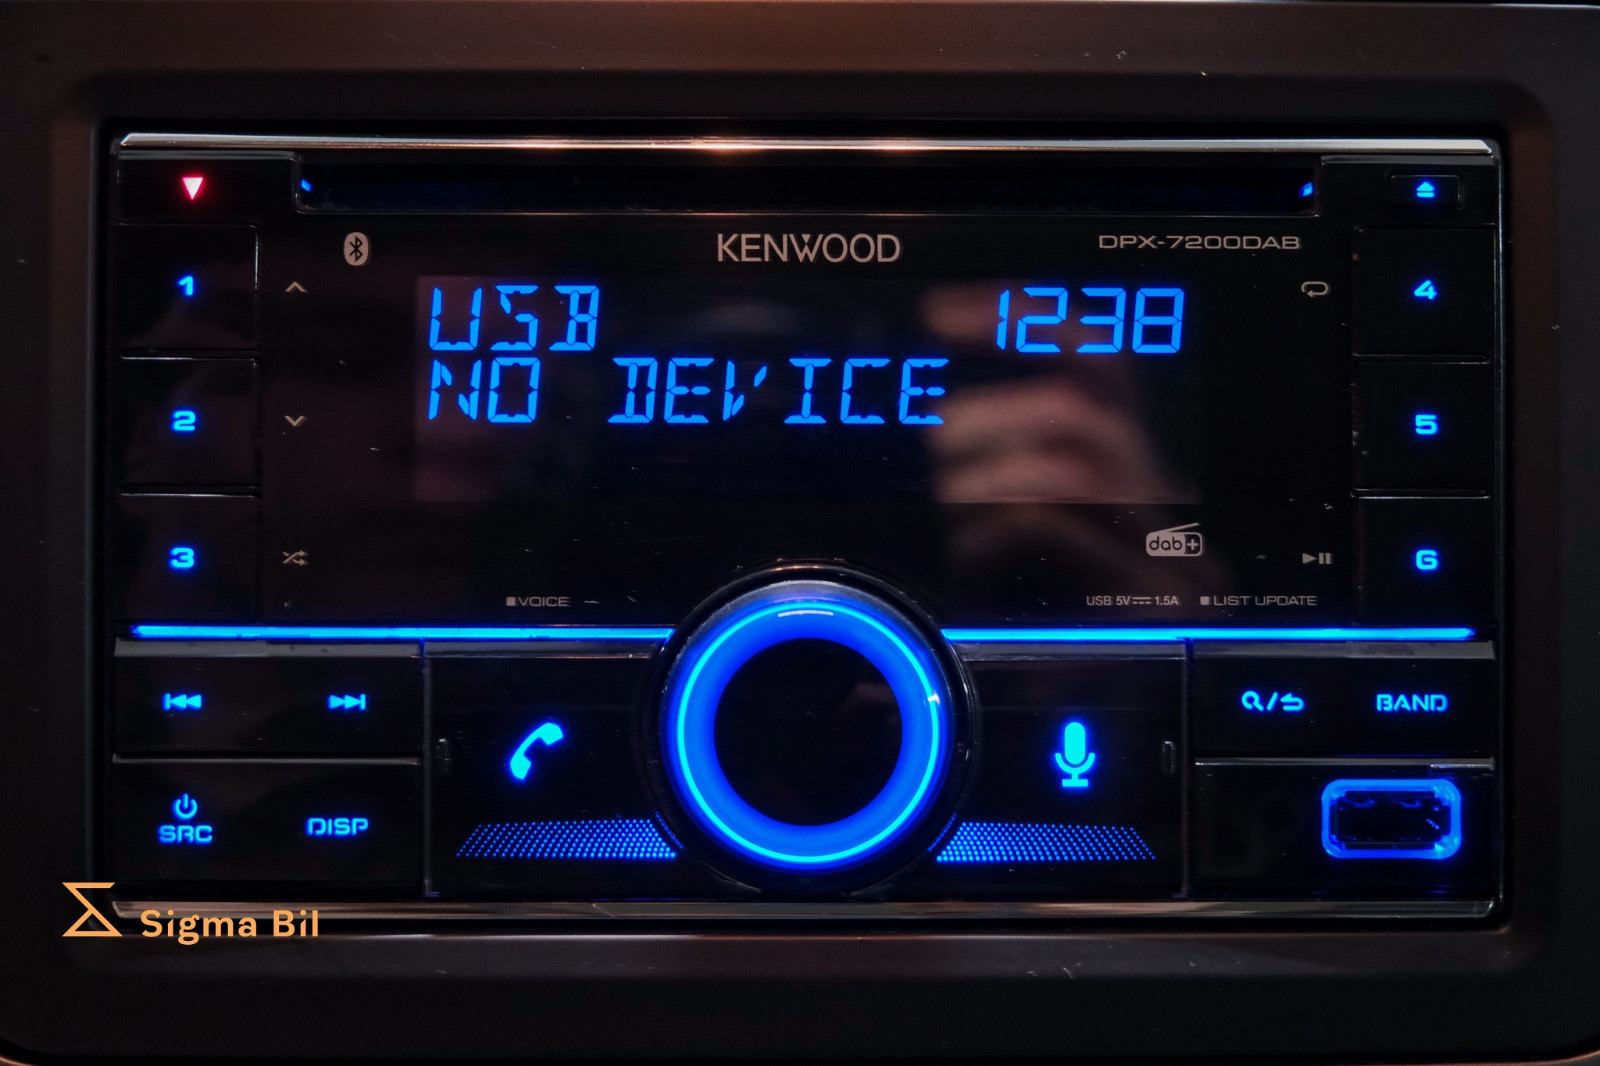 KENWOOD
DPX-7200DAB
1
USB 1238
4
NO DEVICE
2
5
3
dab+
6
VOICE
USB 5V 1.5A
LIST UPDATE
Q/
BAND
SRC
DISP
Sigma Bil